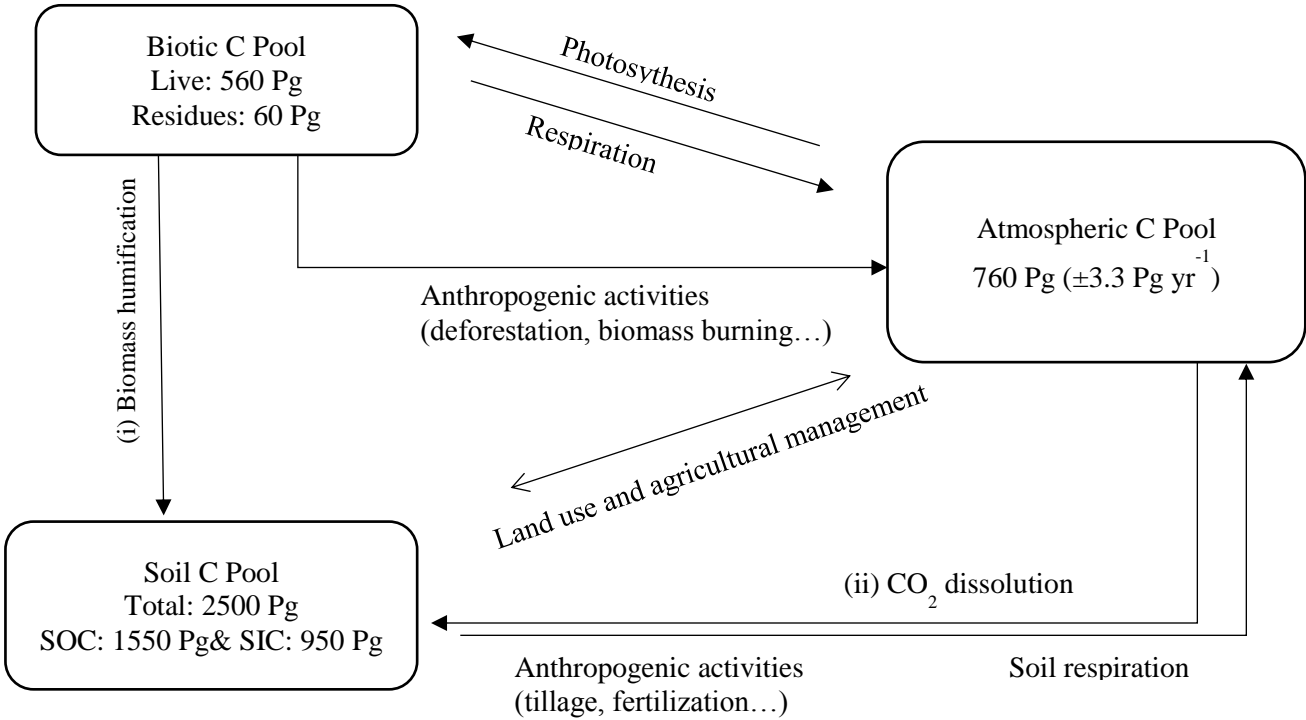 Biotic C Pool
Live: 560 Pg
Residues: 60 Pg
Photosythesis
Respiration
Atmospheric C Pool
760 Pg (±3.3 Pg yr⁻¹)
(i) Biomass humification
Anthropogenic activities
(deforestation, biomass burning…)
Land use and agricultural management
Soil C Pool
Total: 2500 Pg
SOC: 1550 Pg& SIC: 950 Pg
(ii) CO₂ dissolution
Anthropogenic activities
(tillage, fertilization…)
Soil respiration